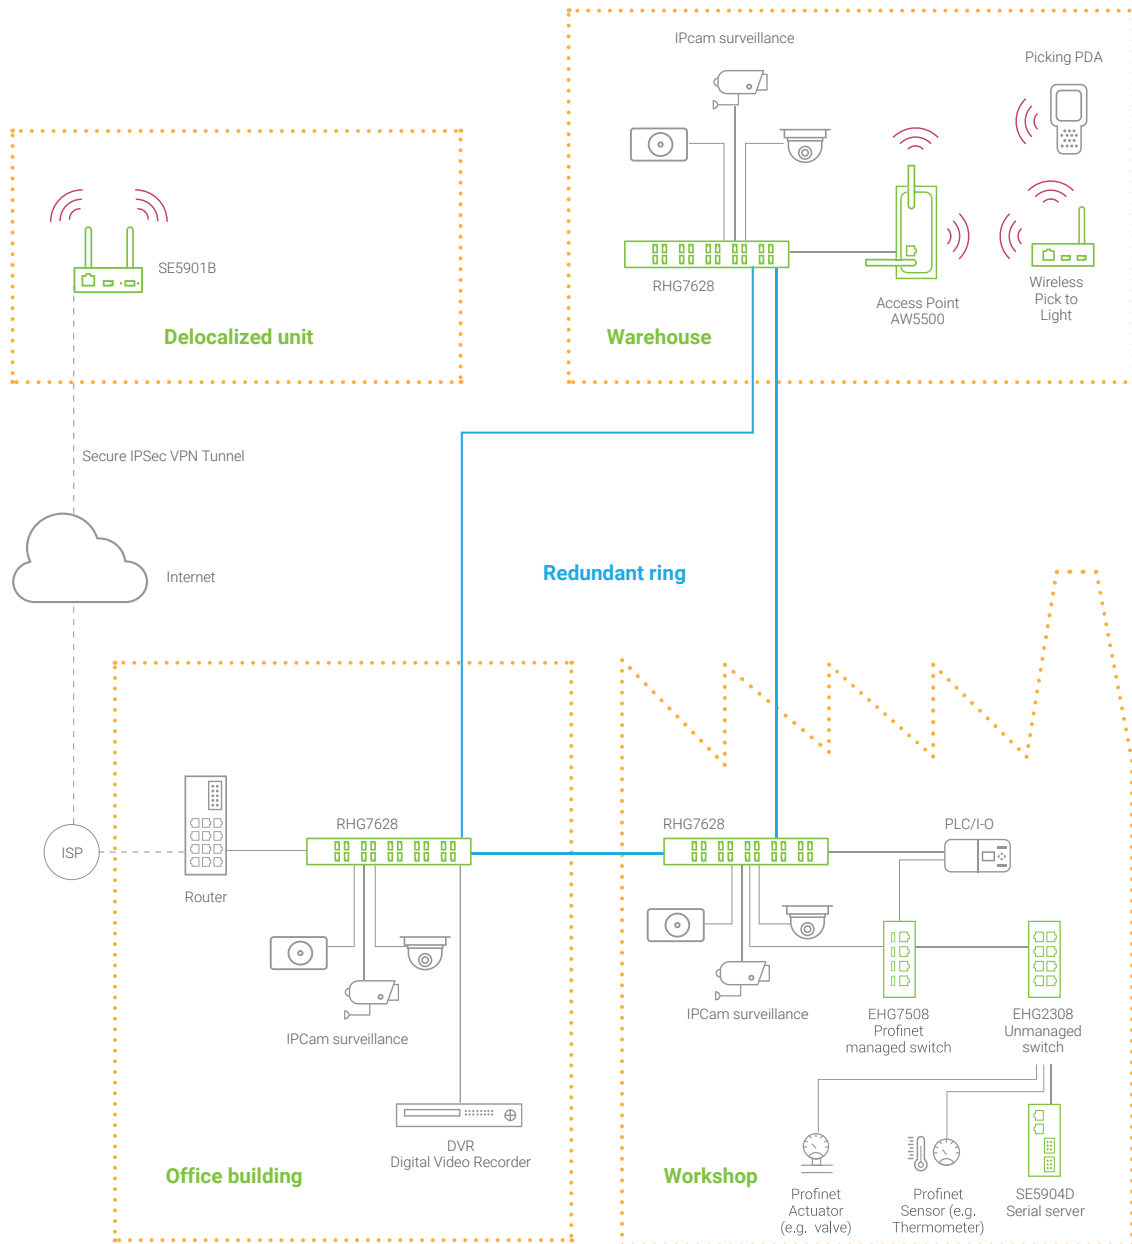 IPcam surveillance
Picking PDA
SE5901B
RHG7628
Access Point
AW5500
Wireless
Pick to
Light
Delocalized unit
Warehouse
Secure IPSec VPN Tunnel
Internet
Redundant ring
ISP
Router
RHG7628
RHG7628
PLC/I-O
IPCam surveillance
IPCam surveillance
EHG7508
Profinet
managed switch
EHG2308
Unmanaged
switch
DVR
Digital Video Recorder
Office building
Workshop
Profinet
Actuator
(e.g. valve)
Profinet
Sensor (e.g.
Thermometer)
SE5904D
Serial server